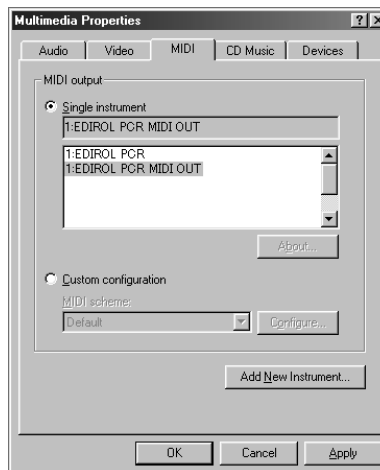 Multimedia Properties
Audio Video MIDI CD Music Devices
MIDI output
Single instrument
1:EDIROL PCR MIDI OUT
1:EDIROL PCR
1:EDIROL PCR MIDI OUT
About...
Custom configuration
MIDI scheme:
Default Configure...
Add New Instrument...
OK Cancel Apply